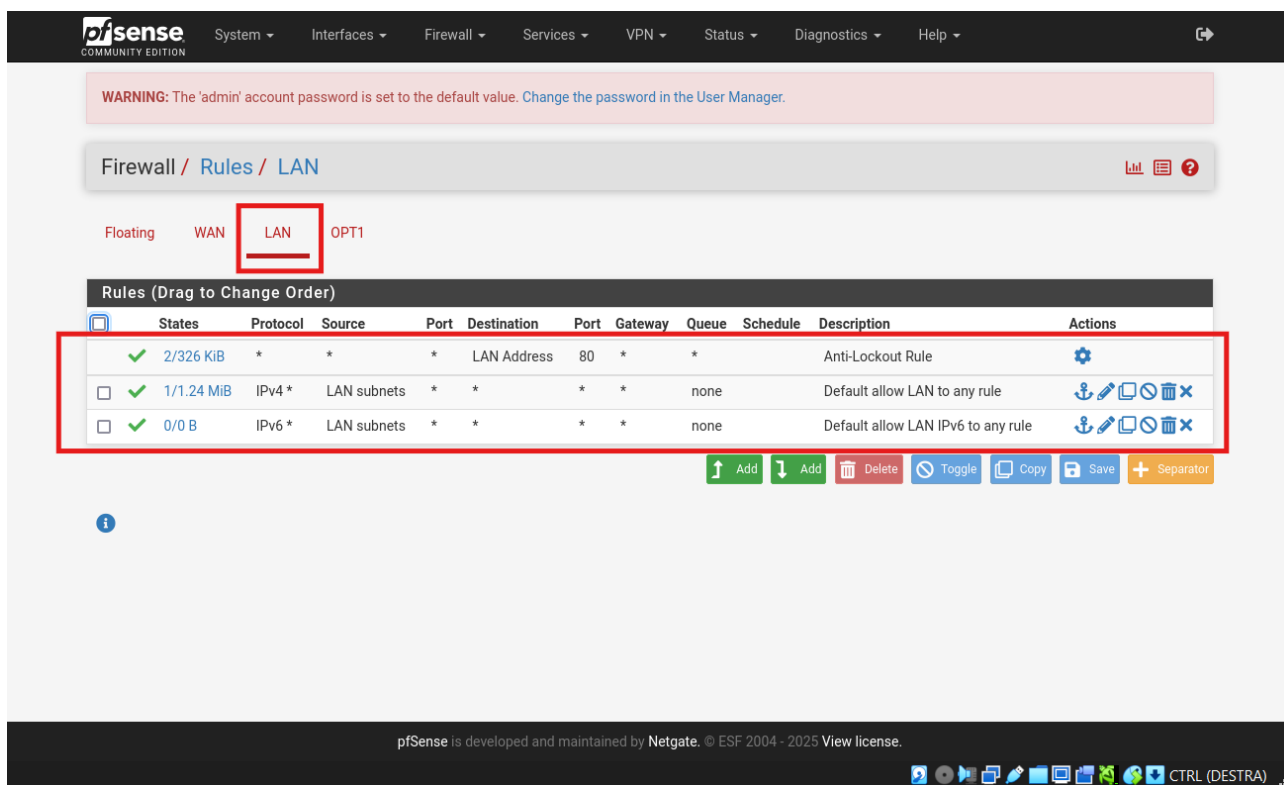 pfsense System Interfaces Firewall Services VPN Status Diagnostics Help
COMMUNITY EDITION
WARNING: The 'admin' account password is set to the default value. Change the password in the User Manager.
Firewall / Rules / LAN
Floating WAN LAN OPT1
Rules (Drag to Change Order)
States Protocol Source Port Destination Port Gateway Queue Schedule Description Actions
2/326 KiB * * * LAN Address 80 * * Anti-Lockout Rule
1/1.24 MiB IPv4 * LAN subnets * * * * none Default allow LAN to any rule
0/0 B IPv6 * LAN subnets * * * * none Default allow LAN IPv6 to any rule
Add Add Delete Toggle Copy Save Separator
pfSense is developed and maintained by Netgate. © ESF 2004 - 2025 View license.
CTRL (DESTRA)